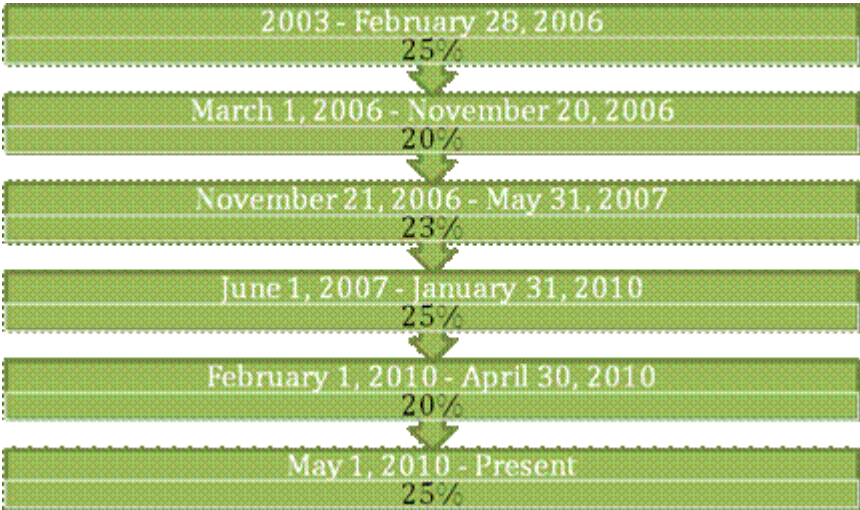 2003 - February 28, 2006
25%
March 1, 2006 - November 20, 2006
20%
November 21, 2006 - May 31, 2007
23%
June 1, 2007 - January 31, 2010
25%
February 1, 2010 - April 30, 2010
20%
May 1, 2010 - Present
25%